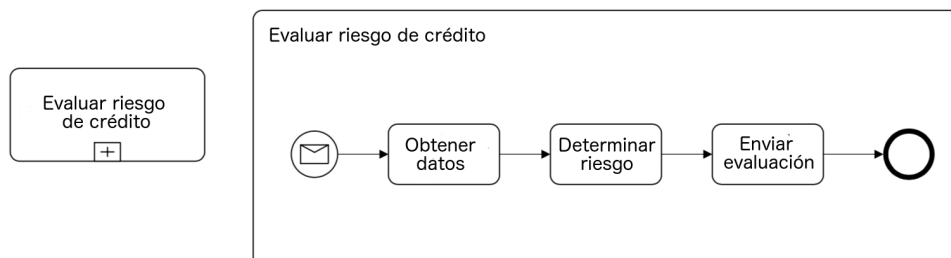 Evaluar riesgo de crédito
Evaluar riesgo
de crédito
Obtener
datos
Determinar
riesgo
Enviar
evaluación